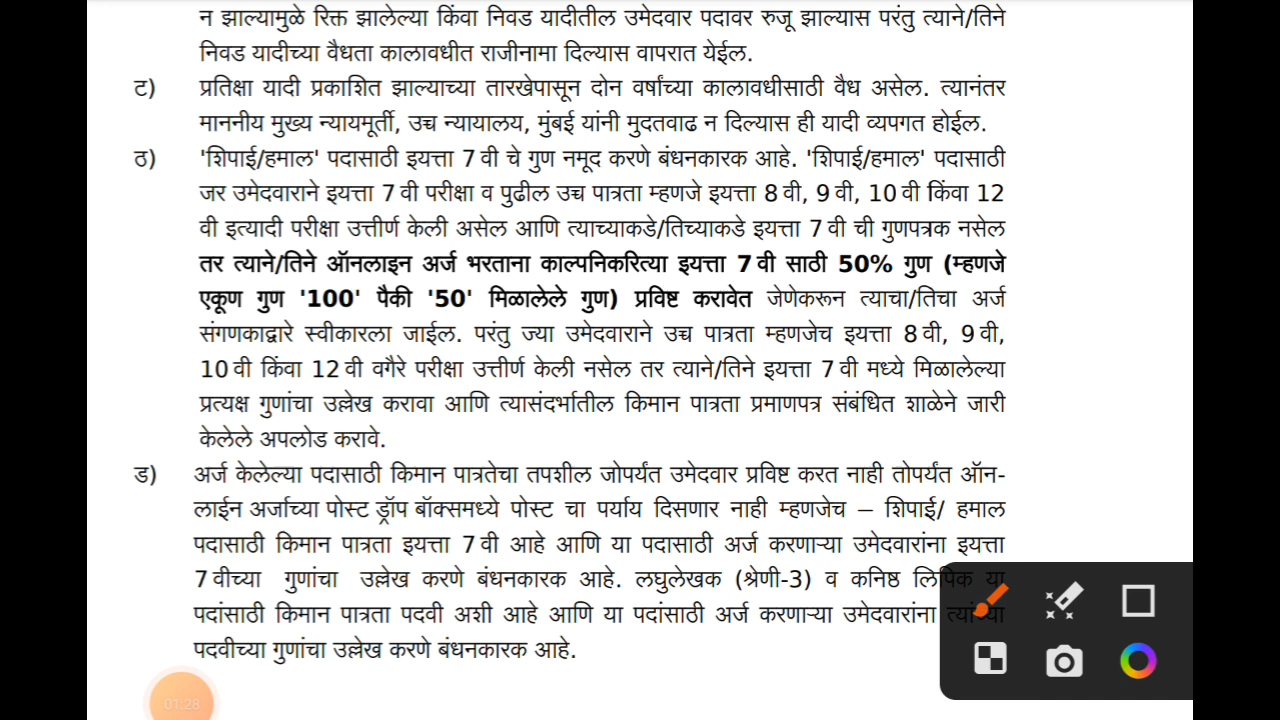 न झाल्यामुळे रिक्त झालेल्या किंवा निवड यादीतील उमेदवार पदावर रुजू झाल्यास परंतु त्याने/तिने
निवड यादीच्या वैधता कालावधीत राजीनामा दिल्यास वापरात येईल.
ट) प्रतिक्षा यादी प्रकाशित झाल्याच्या तारखेपासून दोन वर्षांच्या कालावधीसाठी वैध असेल. त्यानंतर
माननीय मुख्य न्यायमूर्ती, उच्च न्यायालय, मुंबई यांनी मुदतवाढ न दिल्यास ही यादी व्यपगत होईल.
ठ) 'शिपाई/हमाल' पदासाठी इयत्ता 7 वी चे गुण नमूद करणे बंधनकारक आहे. 'शिपाई/हमाल' पदासाठी
जर उमेदवाराने इयत्ता 7 वी परीक्षा व पुढील उच्च पात्रता म्हणजे इयत्ता 8 वी, 9 वी, 10 वी किंवा 12
वी इत्यादी परीक्षा उत्तीर्ण केली असेल आणि त्याच्याकडे/तिच्याकडे इयत्ता 7 वी ची गुणपत्रक नसेल
तर त्याने/तिने ऑनलाइन अर्ज भरताना काल्पनिकरित्या इयत्ता 7 वी साठी 50% गुण (म्हणजे
एकूण गुण '100' पैकी '50' मिळालेले गुण) प्रविष्ट करावेत जेणेकरून त्याचा/तिचा अर्ज
संगणकाद्वारे स्वीकारला जाईल. परंतु ज्या उमेदवाराने उच्च पात्रता म्हणजेच इयत्ता 8 वी, 9 वी,
10 वी किंवा 12 वी वगैरे परीक्षा उत्तीर्ण केली नसेल तर त्याने/तिने इयत्ता 7 वी मध्ये मिळालेल्या
प्रत्यक्ष गुणांचा उल्लेख करावा आणि त्यासंदर्भातील किमान पात्रता प्रमाणपत्र संबंधित शाळेने जारी
केलेले अपलोड करावे.
ड) अर्ज केलेल्या पदासाठी किमान पात्रतेचा तपशील जोपर्यंत उमेदवार प्रविष्ट करत नाही तोपर्यंत ऑन-
लाईन अर्जाच्या पोस्ट ड्रॉप बॉक्समध्ये पोस्ट चा पर्याय दिसणार नाही म्हणजेच – शिपाई/ हमाल
पदासाठी किमान पात्रता इयत्ता 7 वी आहे आणि या पदासाठी अर्ज करणाऱ्या उमेदवारांना इयत्ता
7 वीच्या गुणांचा उल्लेख करणे बंधनकारक आहे. लघुलेखक (श्रेणी-3) व कनिष्ठ लिपिक या
पदांसाठी किमान पात्रता पदवी अशी आहे आणि या पदांसाठी अर्ज करणाऱ्या उमेदवारांना त्यांच्या
पदवीच्या गुणांचा उल्लेख करणे बंधनकारक आहे.
01:28